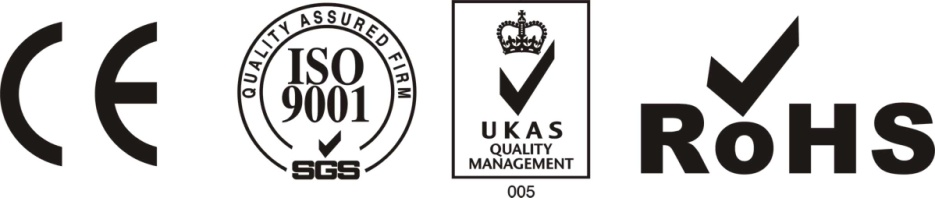 CE
QUALITY ASSURED FIRM
ISO
9001
SGS
UKAS
QUALITY
MANAGEMENT
005
RoHS